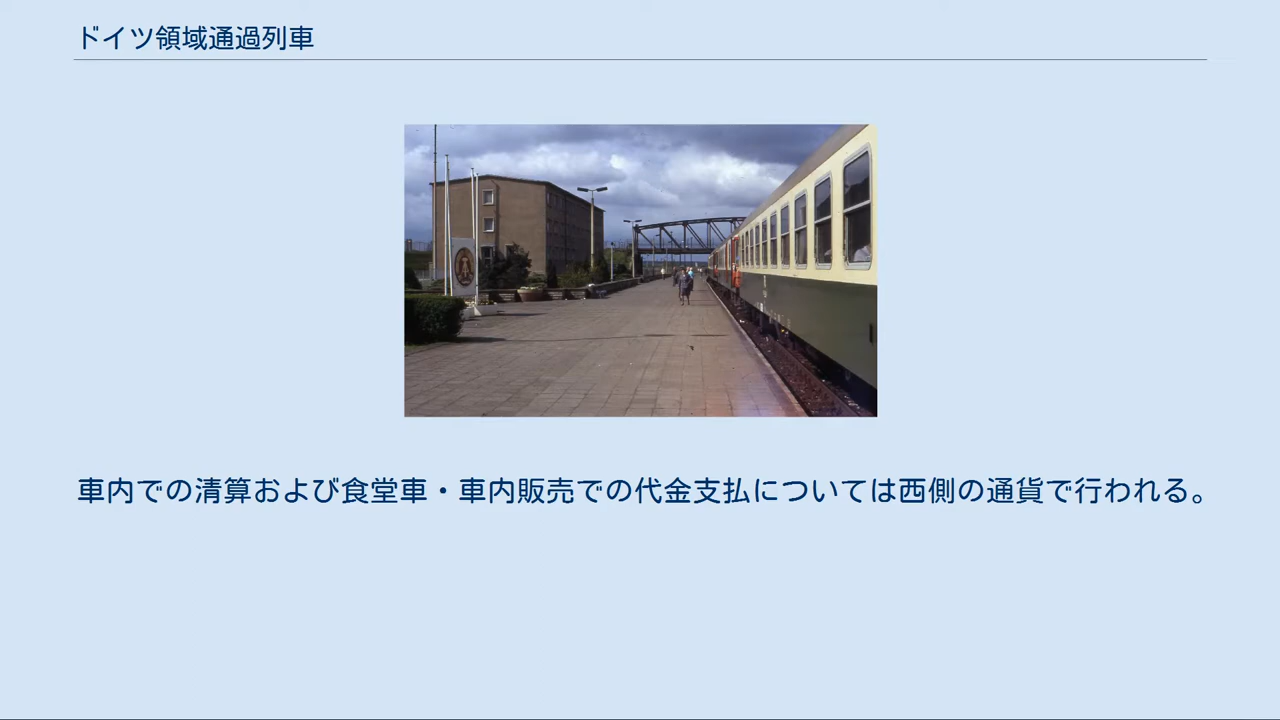 ドイツ領域通過列車
車内での清算および食堂車・車内販売での代金支払については西側の通貨で行われる。